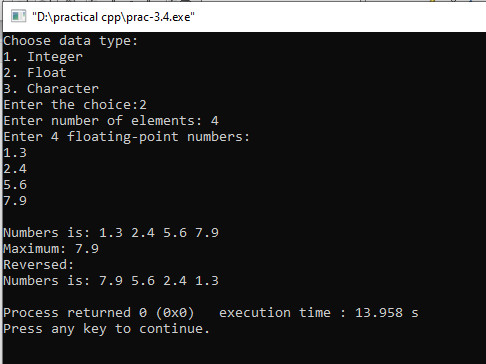 "D:\practical cpp\prac-3.4.exe"
Choose data type:
1. Integer
2. Float
3. Character
Enter the choice:2
Enter number of elements: 4
Enter 4 floating-point numbers:
1.3
2.4
5.6
7.9
Numbers is: 1.3 2.4 5.6 7.9
Maximum: 7.9
Reversed:
Numbers is: 7.9 5.6 2.4 1.3
Process returned 0 (0x0)   execution time : 13.958 s
Press any key to continue.